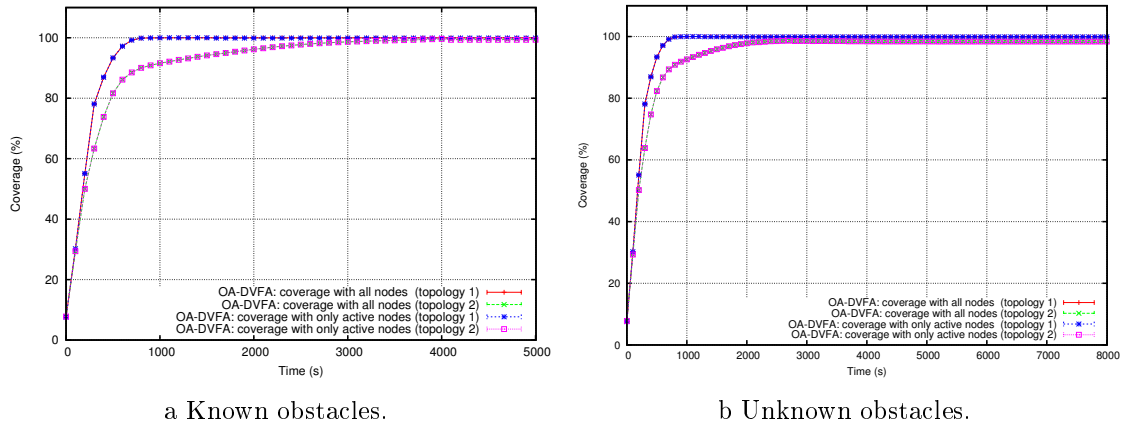 100
80
60
40
20
0
Coverage (%)
OA-DVFA: coverage with all nodes (topology 1)
OA-DVFA: coverage with all nodes (topology 2)
OA-DVFA: coverage with only active nodes (topology 1)
OA-DVFA: coverage with only active nodes (topology 2)
0 1000 2000 3000 4000 5000
Time (s)
a Known obstacles.
100
80
60
40
20
0
Coverage (%)
OA-DVFA: coverage with all nodes (topology 1)
OA-DVFA: coverage with all nodes (topology 2)
OA-DVFA: coverage with only active nodes (topology 1)
OA-DVFA: coverage with only active nodes (topology 2)
0 1000 2000 3000 4000 5000 6000 7000 8000
Time (s)
b Unknown obstacles.